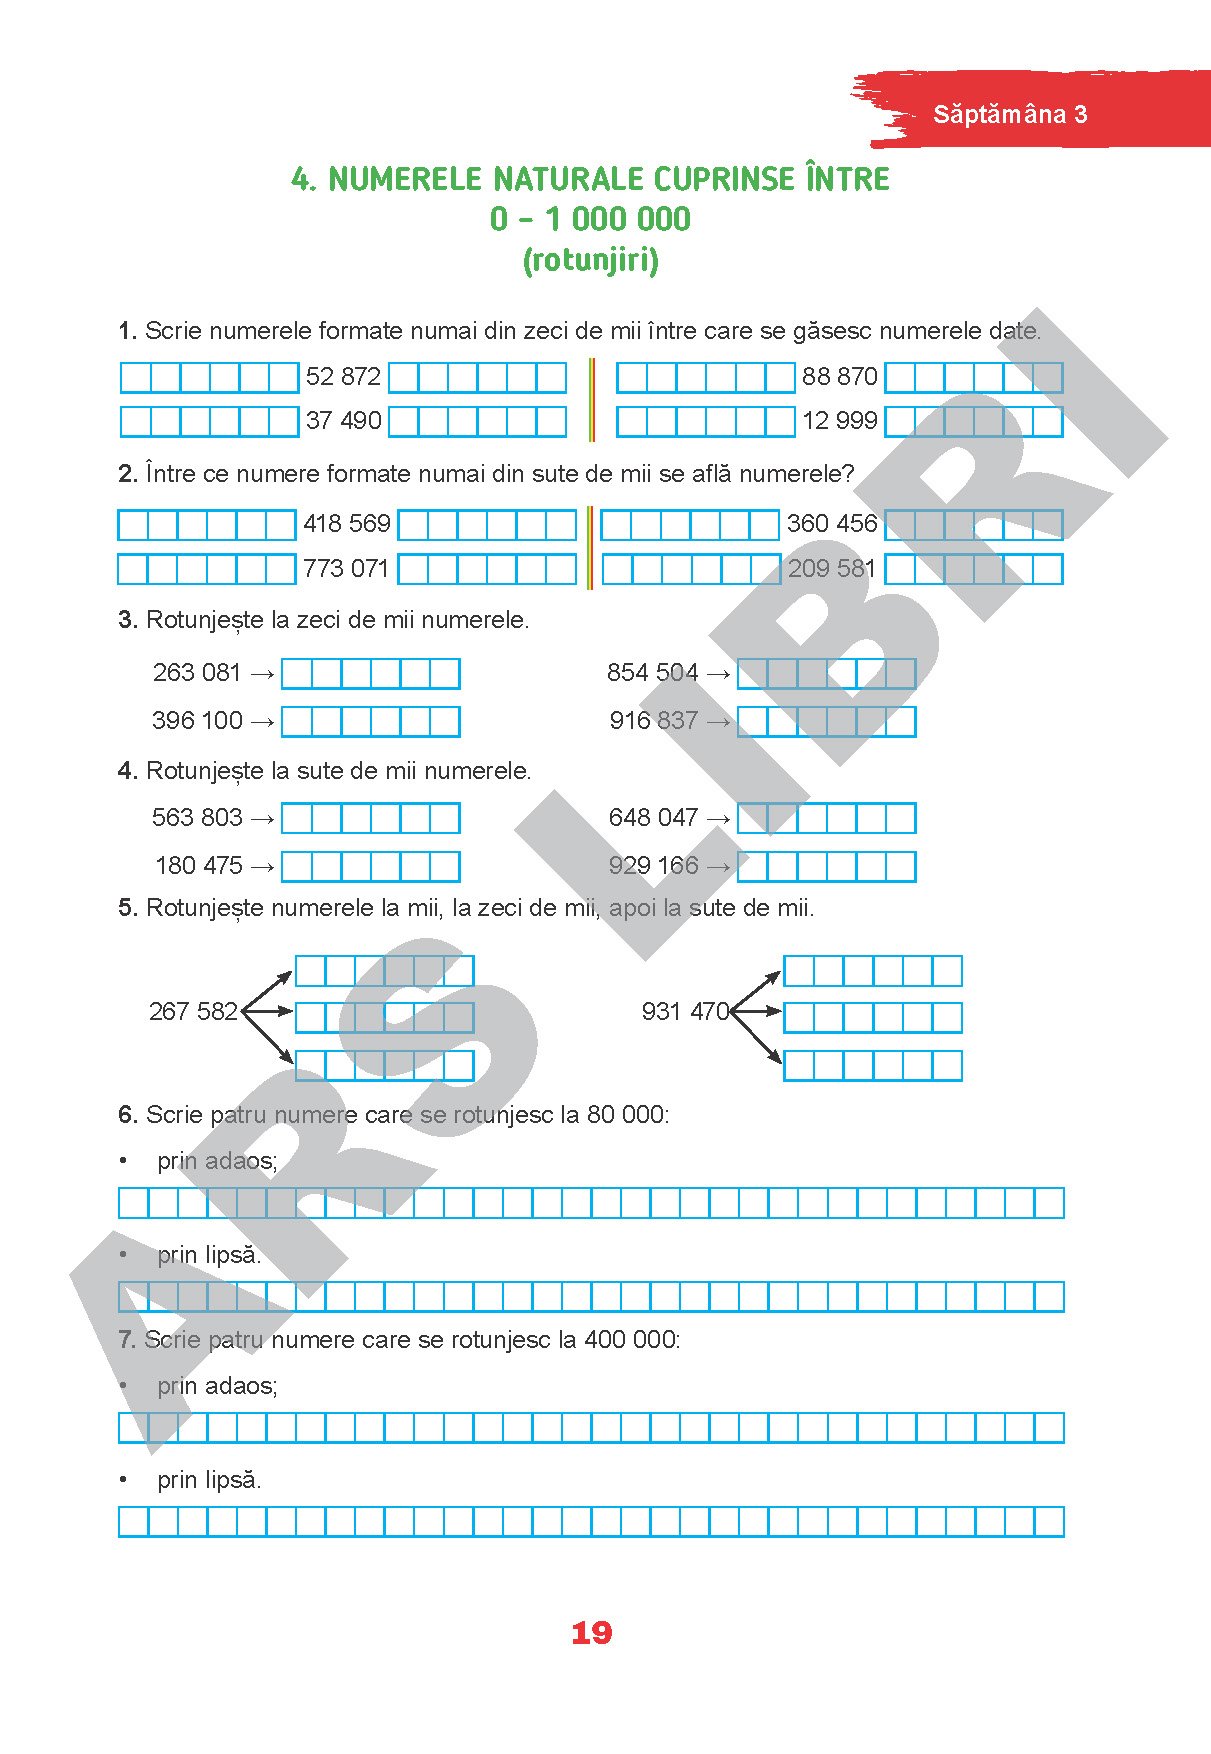 Săptămâna 3
4. NUMERELE NATURALE CUPRINSE ÎNTRE
0 – 1 000 000
(rotunjiri)
1. Scrie numerele formate numai din zeci de mii între care se găsesc numerele date.
52 872 88 870
37 490 12 999
2. Între ce numere formate numai din sute de mii se află numerele?
418 569 360 456
773 071 209 581
3. Rotunjește la zeci de mii numerele.
263 081 → 854 504 →
396 100 → 916 837 →
4. Rotunjește la sute de mii numerele.
563 803 → 648 047 →
180 475 → 929 166 →
5. Rotunjește numerele la mii, la zeci de mii, apoi la sute de mii.
267 582 931 470
6. Scrie patru numere care se rotunjesc la 80 000:
• prin adaos;
• prin lipsă.
7. Scrie patru numere care se rotunjesc la 400 000:
• prin adaos;
• prin lipsă.
19
ARS LIBRI